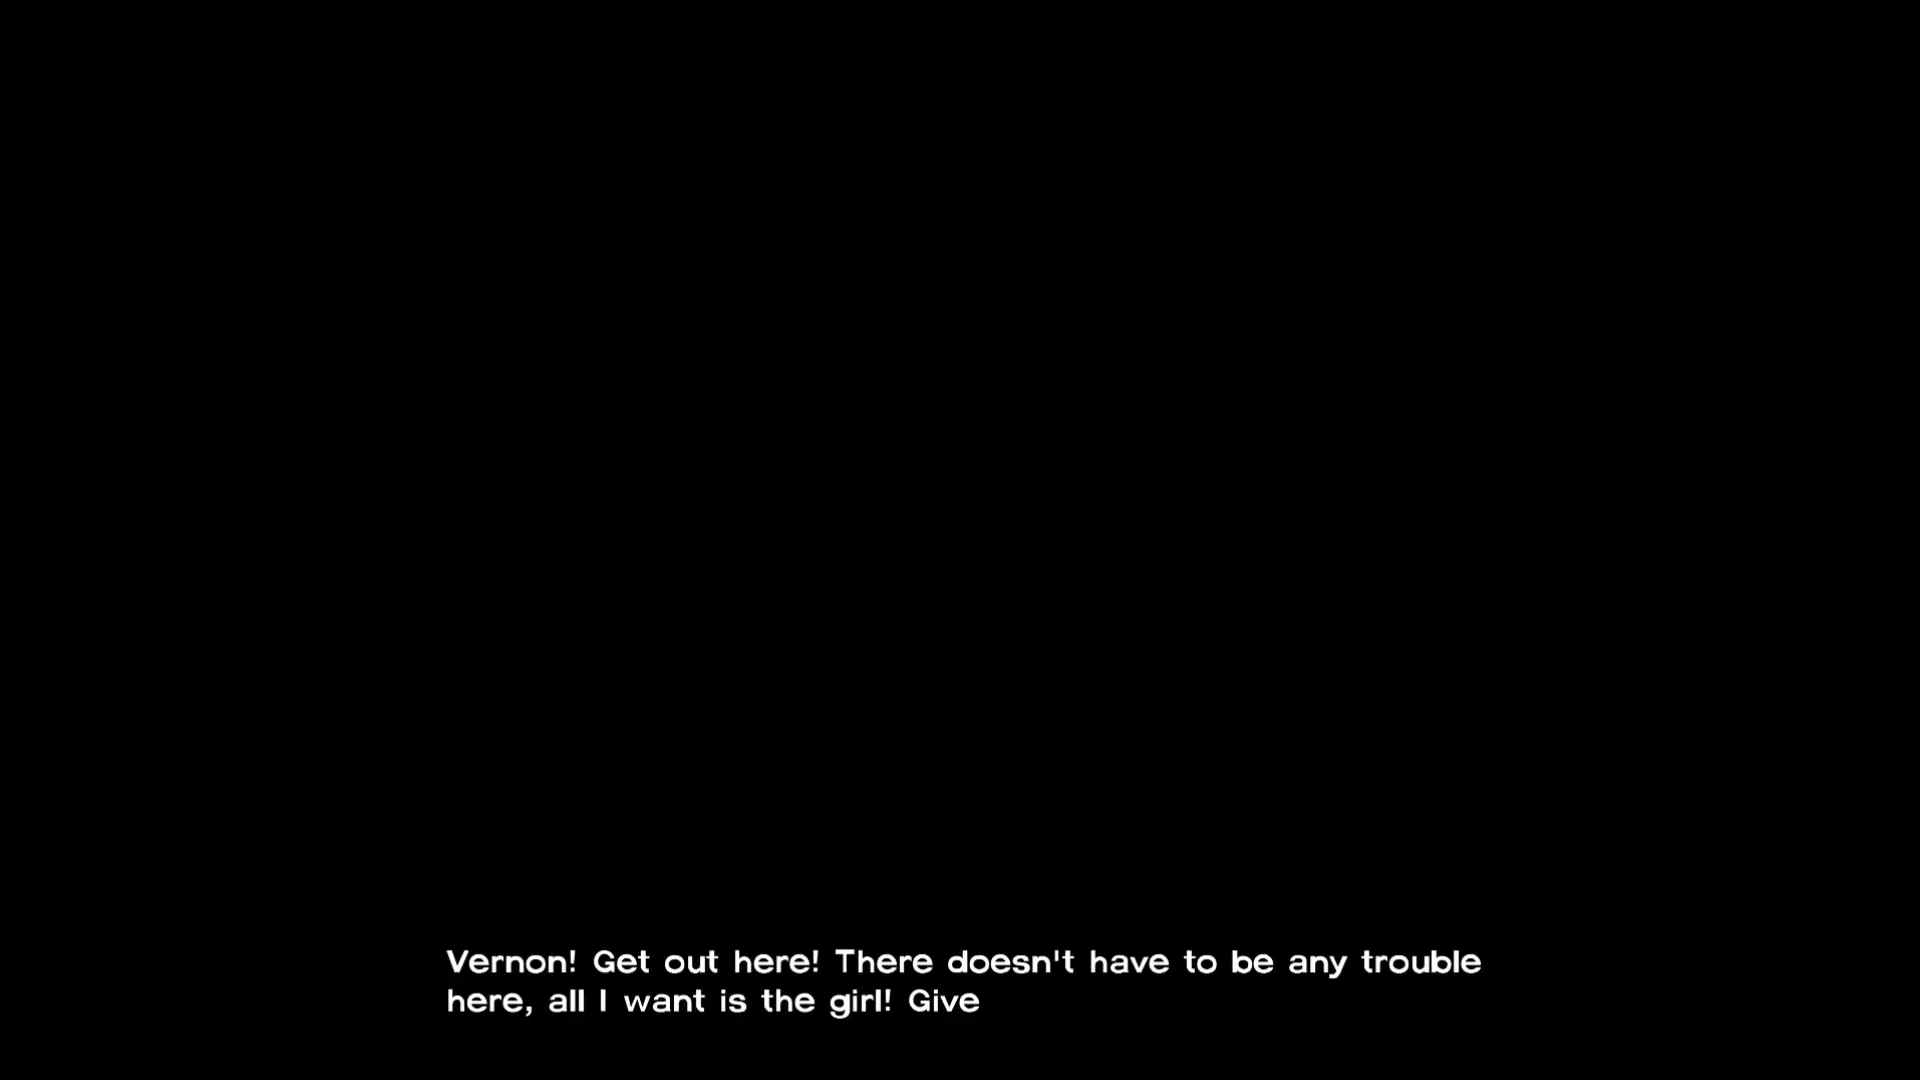 Vernon! Get out here! There doesn't have to be any trouble
here, all I want is the girl! Give